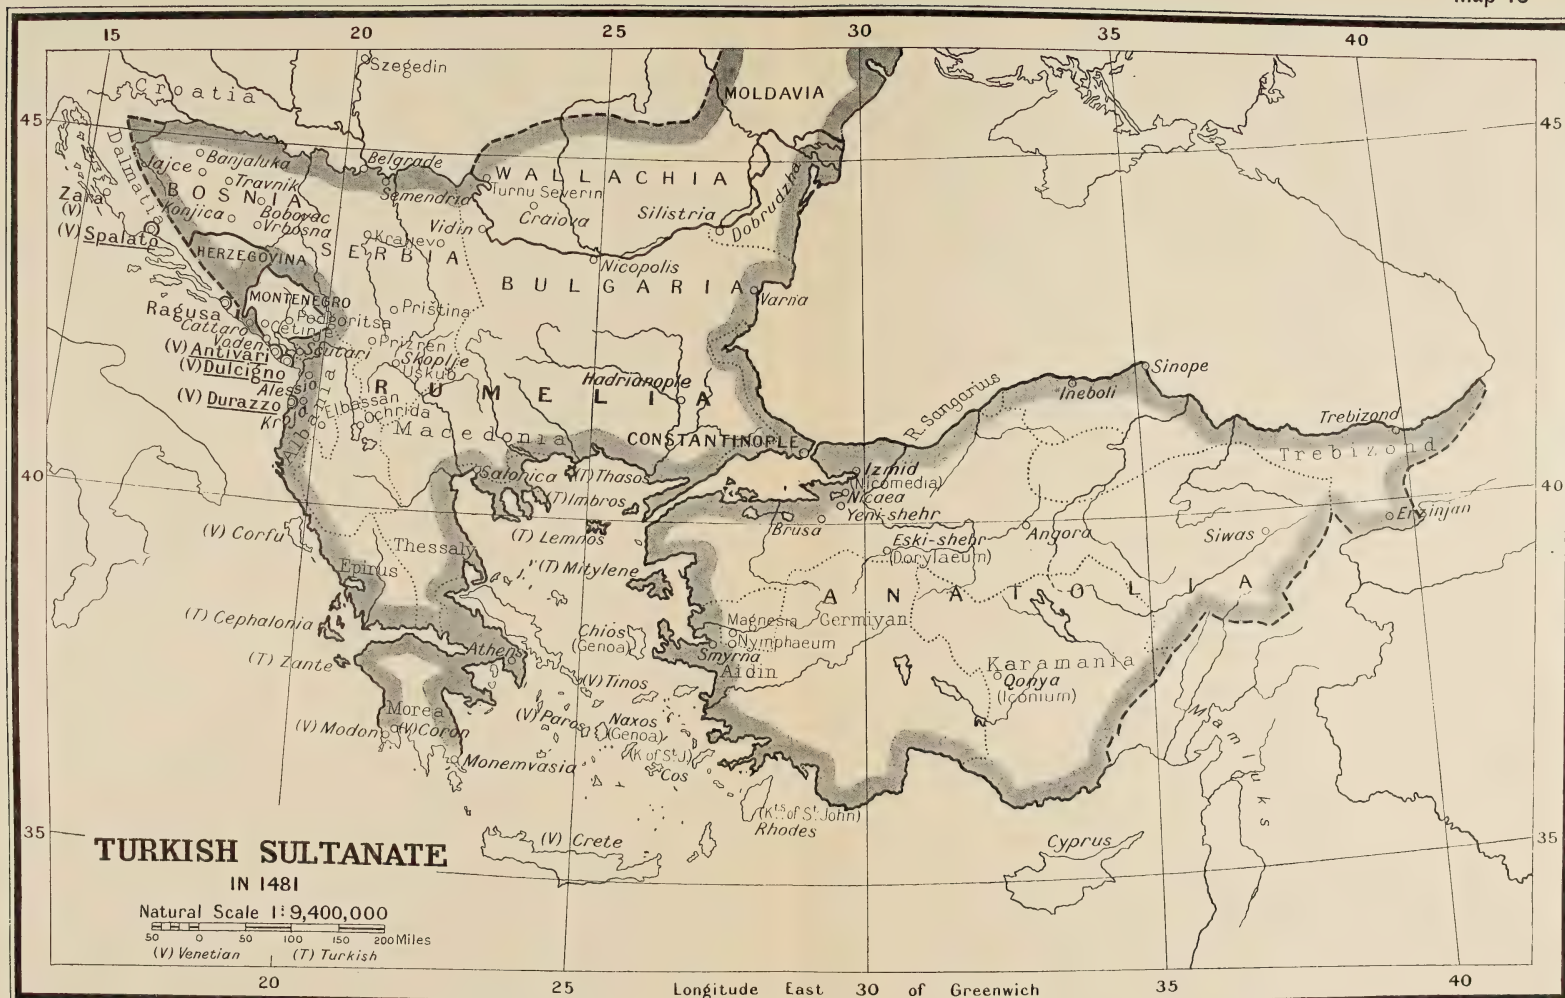 15 20 25 30 35 40
Szegedin
Croatia
MOLDAVIA
45 45
Dalmatia
Jajce
Banjaluka
Belgrade
Travnik
BOSNIA
Semendria
WALLACHIA
Turnu Severin
Zara
(V)
Konjica
Bobovac
Vrbosna
Craiova
Silistria
Dobrudzha
(V) Spalato
Kraljevo
Vidin
HERZEGOVINA
SERBIA
Nicopolis
BULGARIA
Varna
MONTENEGRO
Ragusa
Podgoritsa
Priština
Cattaro
Cetinje
Prizren
(V) Antivari
Scutari
Skoplje
Uskub
(V) Dulcigno
Alessio
RUMELIA
Hadrianople
(V) Durazzo
Elbassan
Ochrida
Albania
Macedonia
CONSTANTINOPLE
R. Sangarius
Ineboli
Sinope
Trebizond
Trebizond
40 40
Salonica
(T) Thasos
Izmid
(Nicomedia)
(T) Imbros
Nicaea
Yeni-shehr
Brusa
(V) Corfu
Thessaly
(T) Lemnos
Eski-shehr
(Dorylaeum)
Angora
Siwas
Erzinjan
Epirus
(T) Mitylene
ANATOLIA
(T) Cephalonia
Chios
(Genoa)
Magnesia
Germiyan
Nymphaeum
(T) Zante
Athens
Smyrna
Aidin
Karamania
Qonya
(Iconium)
(V) Tinos
Morea
(V) Modon
(V) Coron
(V) Paros
Naxos
(Genoa)
(K of St J)
Cos
Monemvasia
Mamluks
(Kts. of St. John)
Rhodes
35 35
(V) Crete
Cyprus
TURKISH SULTANATE
IN 1481
Natural Scale 1:9,400,000
50 0 50 100 150 200 Miles
(V) Venetian (T) Turkish
20 25 Longitude East 30 of Greenwich 35 40